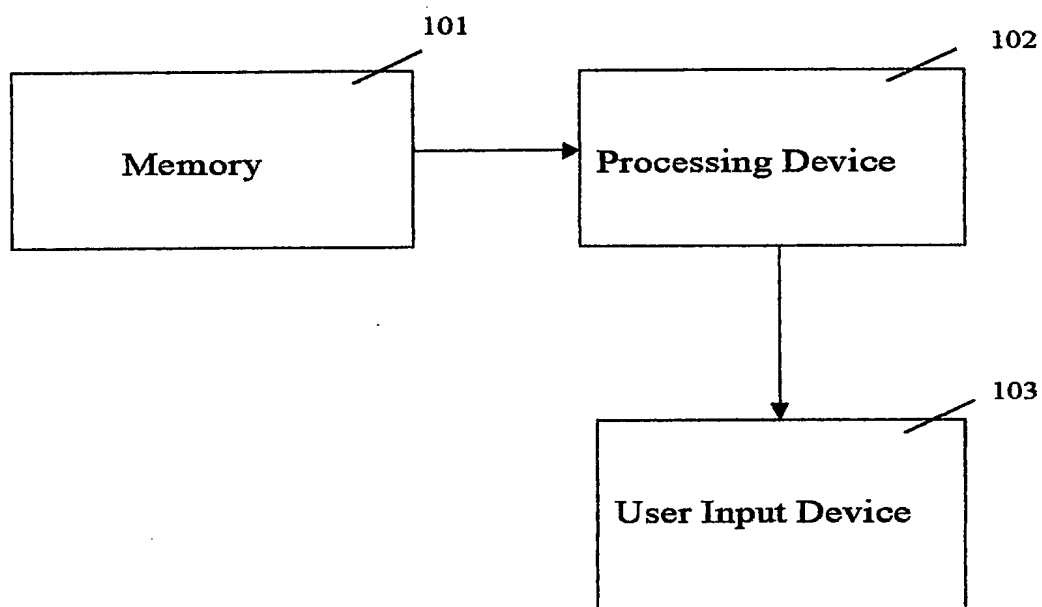 101
102
Memory
Processing Device
103
User Input Device